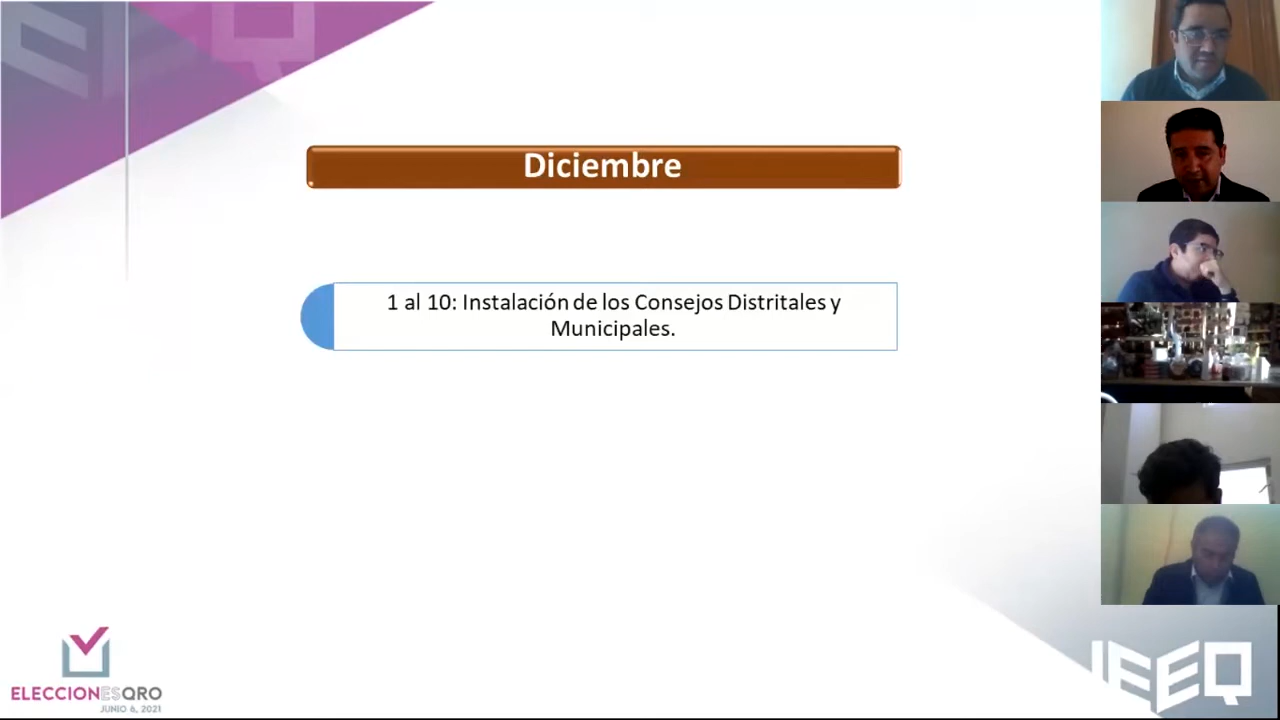 Diciembre
1 al 10: Instalación de los Consejos Distritales y
Municipales.
ELECCIONESQRO
JUNIO 6, 2021
IEEQ